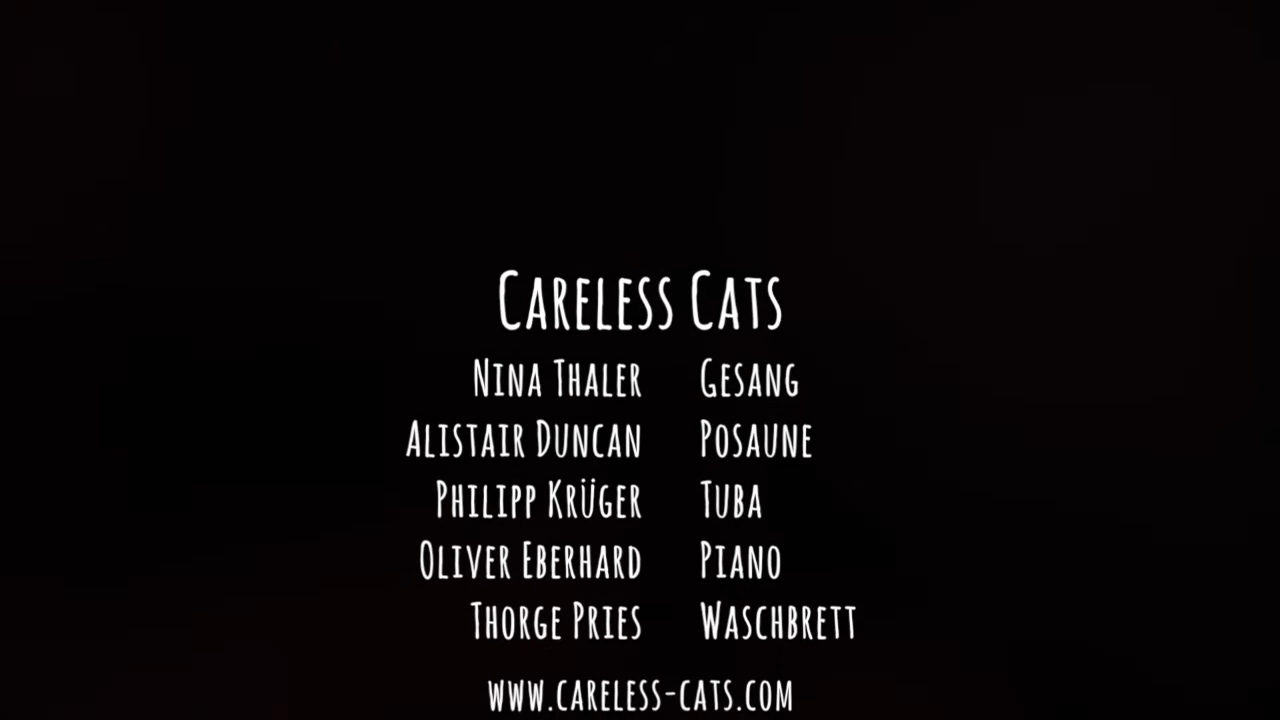 Careless Cats
Nina Thaler Gesang
Alistair Duncan Posaune
Philipp Krüger Tuba
Oliver Eberhard Piano
Thorge Pries Waschbrett
www.careless-cats.com